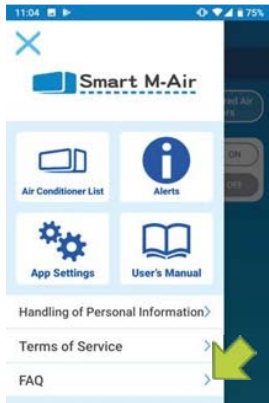 11:04
75%
Smart M-Air
Air Conditioner List
Alerts
App Settings
User's Manual
Handling of Personal Information
Terms of Service
FAQ
ON
OFF